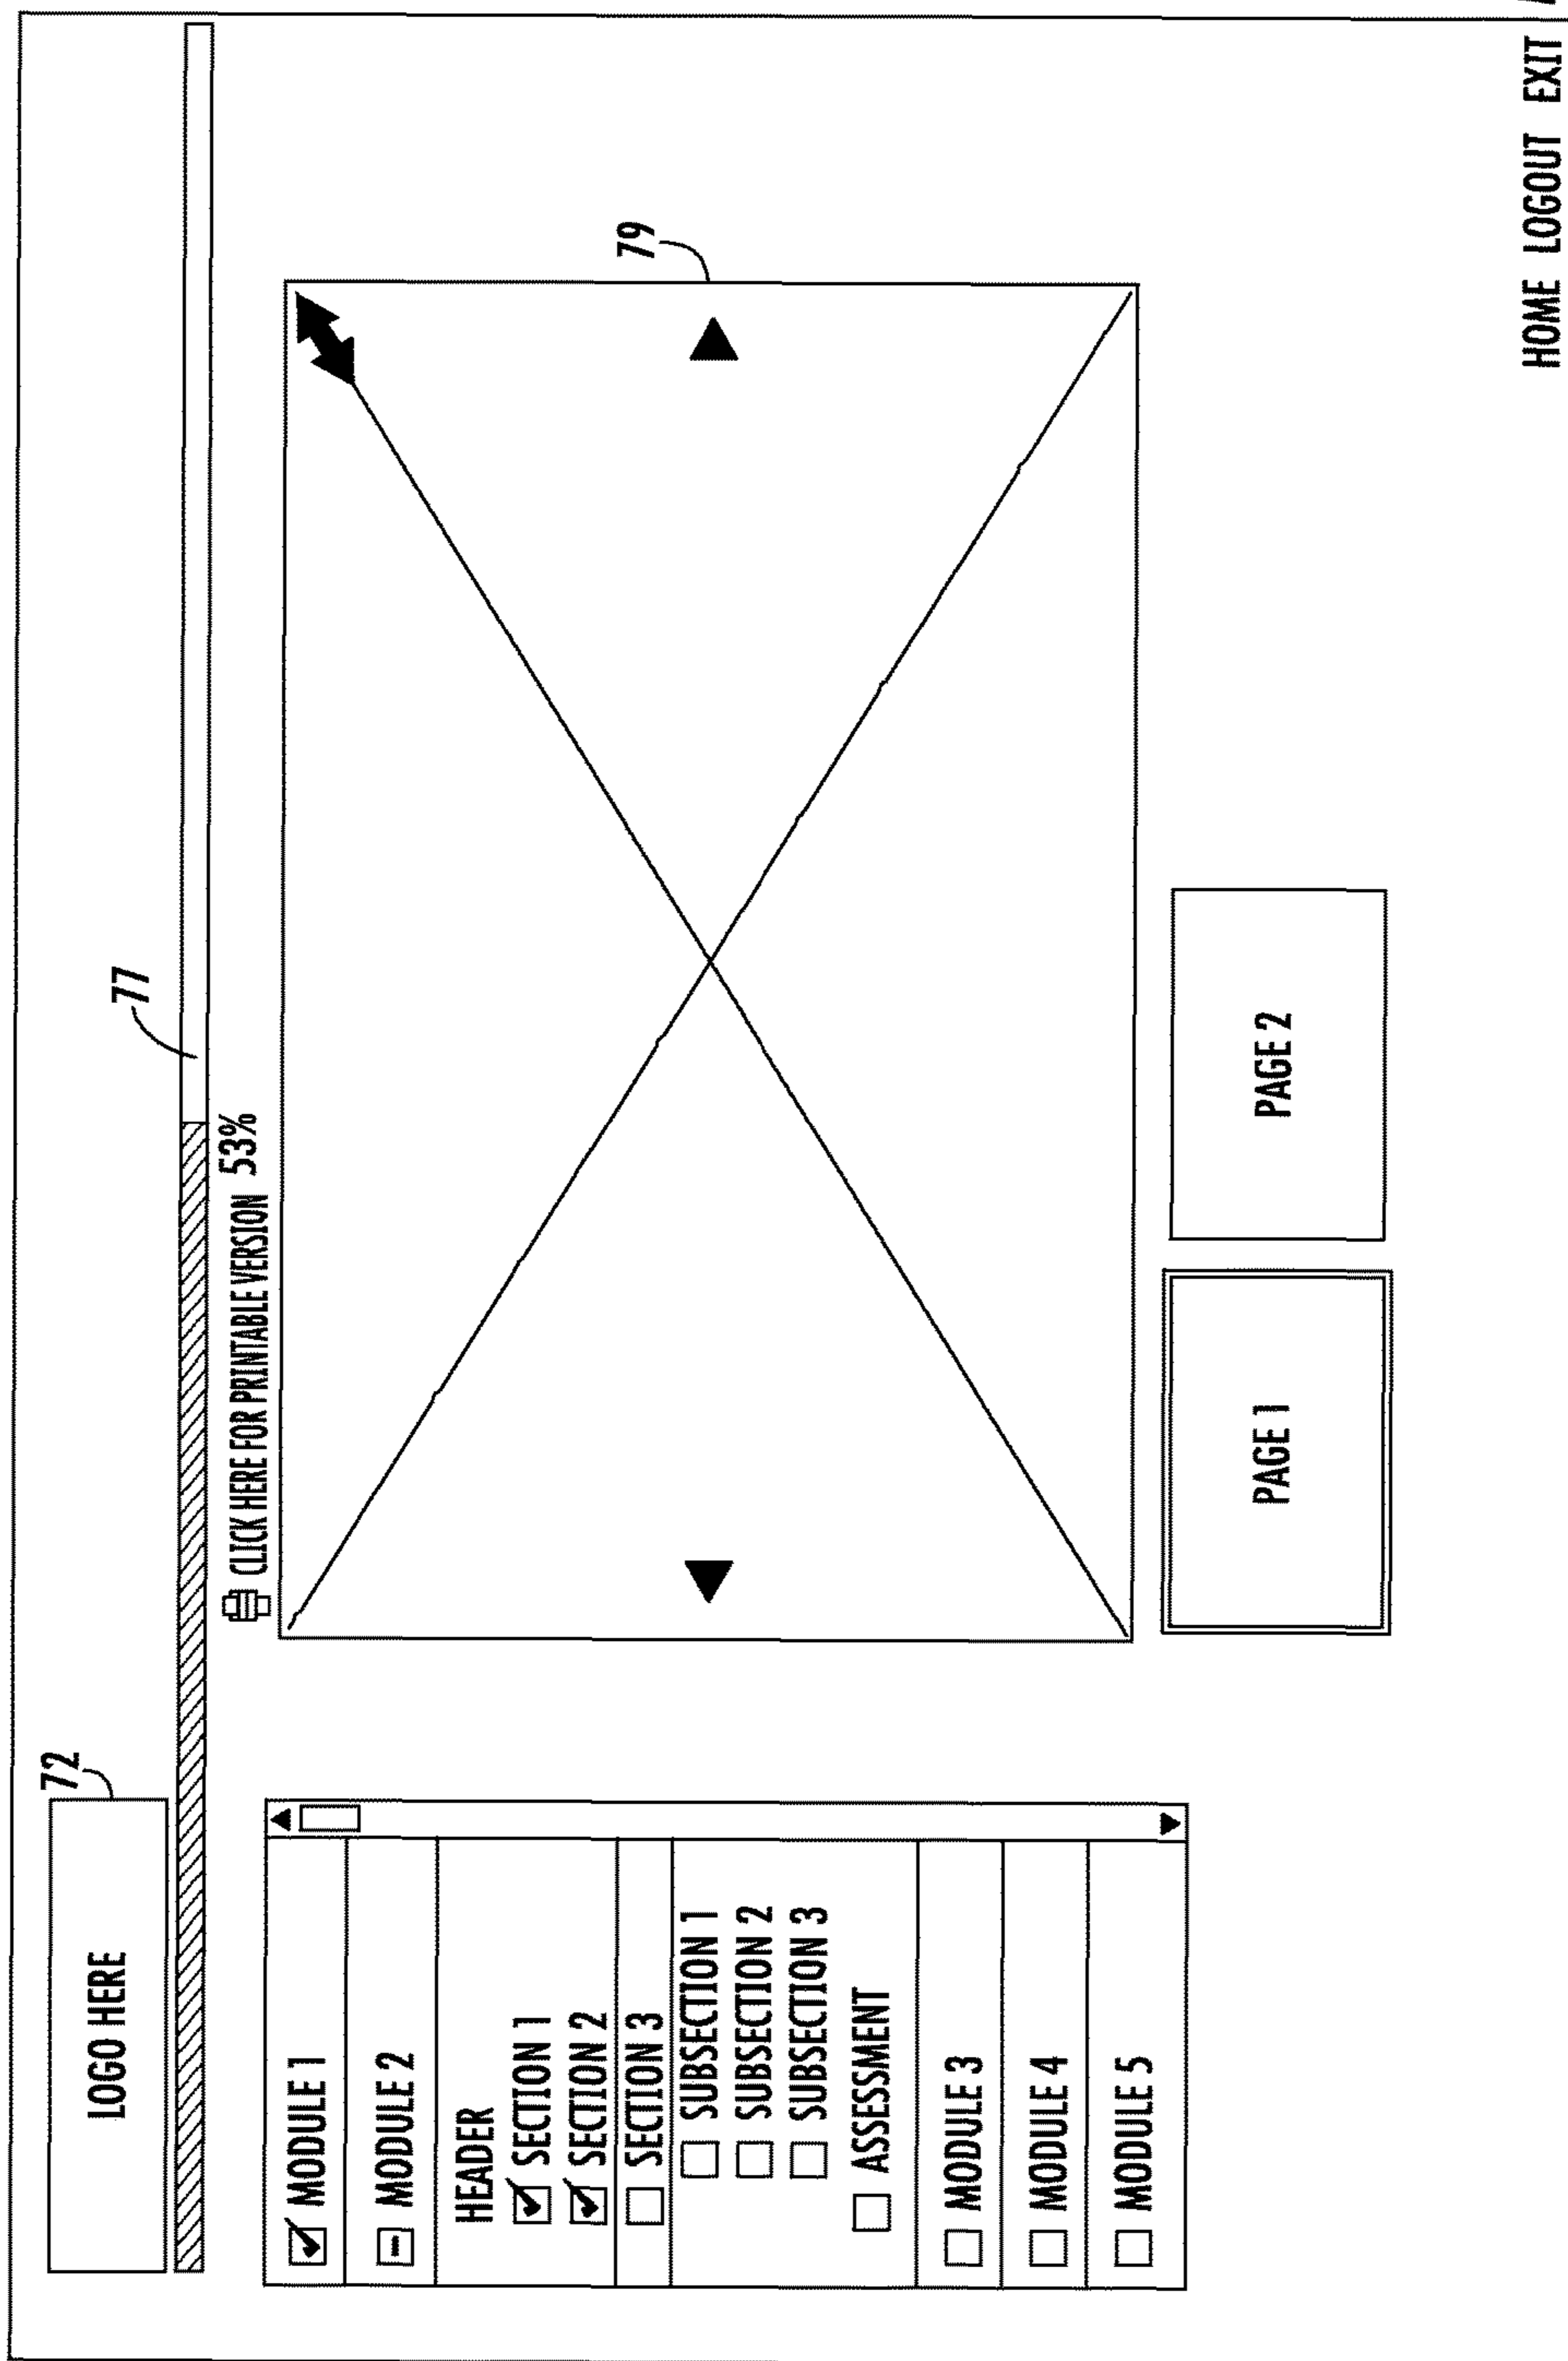 72
LOGO HERE
77
CLICK HERE FOR PRINTABLE VERSION 53%
MODULE 1
MODULE 2
HEADER
SECTION 1
SECTION 2
SECTION 3
SUBSECTION 1
SUBSECTION 2
SUBSECTION 3
ASSESSMENT
MODULE 3
MODULE 4
MODULE 5
79
PAGE 1
PAGE 2
HOME LOGOUT EXIT